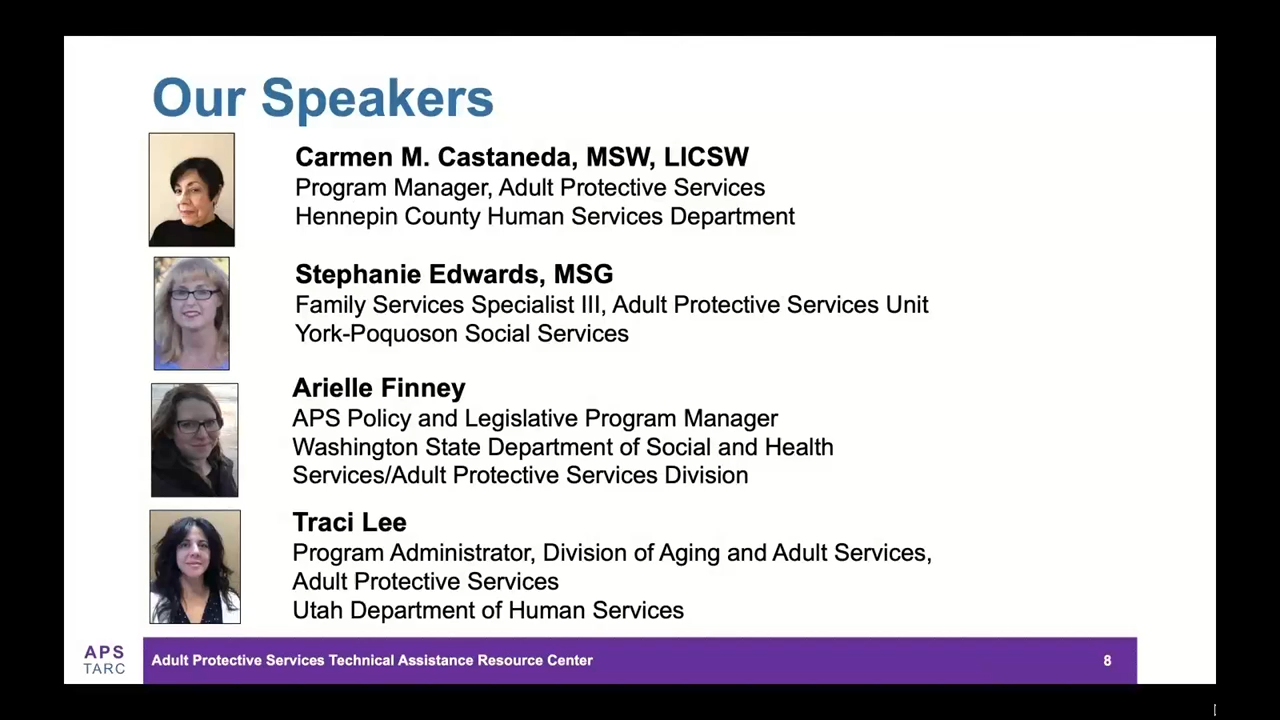 Our Speakers
Carmen M. Castaneda, MSW, LICSW
Program Manager, Adult Protective Services
Hennepin County Human Services Department
Stephanie Edwards, MSG
Family Services Specialist III, Adult Protective Services Unit
York-Poquoson Social Services
Arielle Finney
APS Policy and Legislative Program Manager
Washington State Department of Social and Health
Services/Adult Protective Services Division
Traci Lee
Program Administrator, Division of Aging and Adult Services,
Adult Protective Services
Utah Department of Human Services
APS
TARC
Adult Protective Services Technical Assistance Resource Center
8